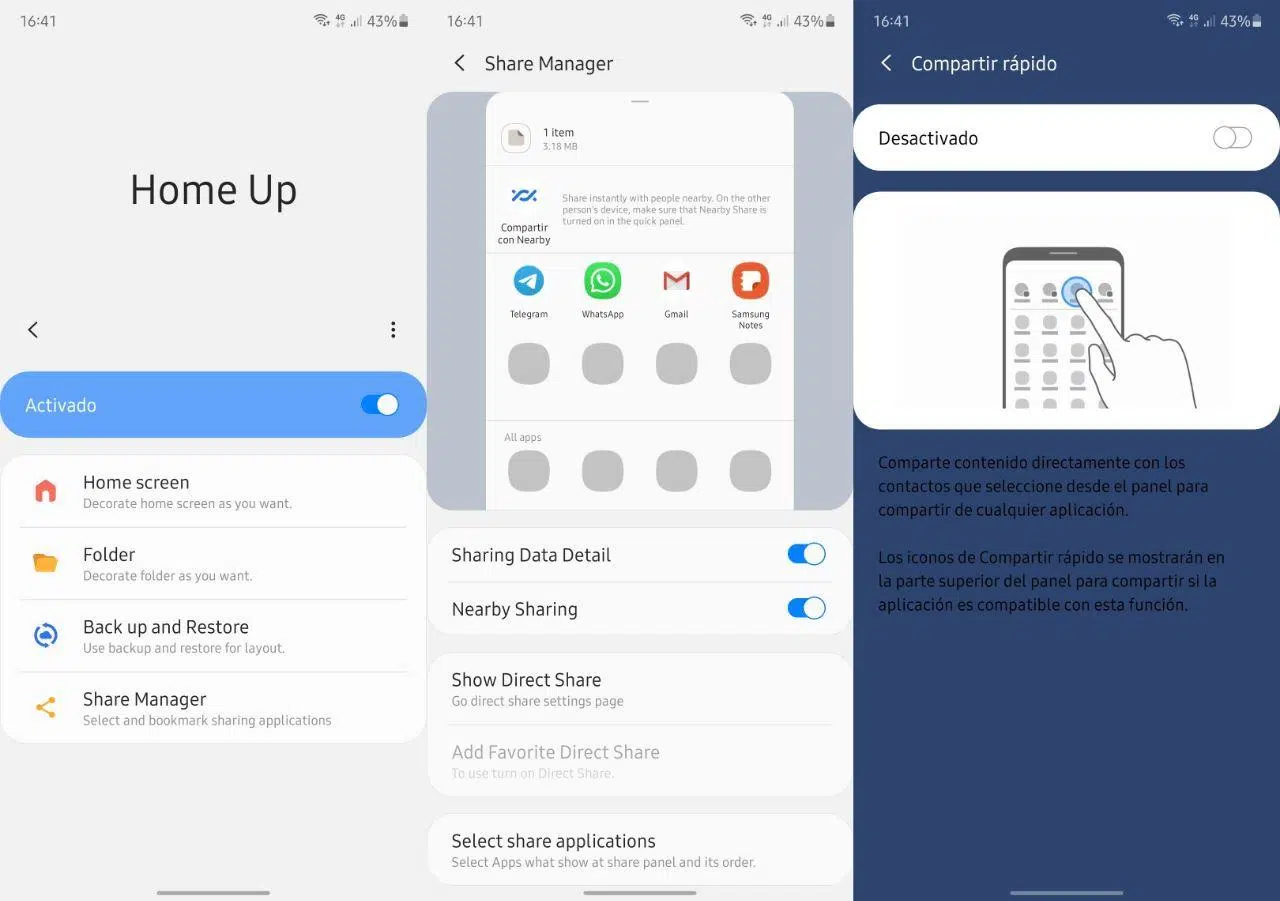 16:41
4G
43%
Home Up
Activado
Home screen
Decorate home screen as you want.
Folder
Decorate folder as you want.
Back up and Restore
Use backup and restore for layout.
Share Manager
Select and bookmark sharing applications
16:41
4G
43%
Share Manager
1 item
3.18 MB
Share instantly with people nearby. On the other
person's device, make sure that Nearby Share is
turned on in the quick panel.
Compartir
con Nearby
Telegram
WhatsApp
Gmail
Samsung
Notes
All apps
Sharing Data Detail
Nearby Sharing
Show Direct Share
Go direct share settings page
Add Favorite Direct Share
To use turn on Direct Share.
Select share applications
Select Apps what show at share panel and its order.
16:41
4G
43%
Compartir rápido
Desactivado
Comparte contenido directamente con los
contactos que seleccione desde el panel para
compartir de cualquier aplicación.
Los iconos de Compartir rápido se mostrarán en
la parte superior del panel para compartir si la
aplicación es compatible con esta función.